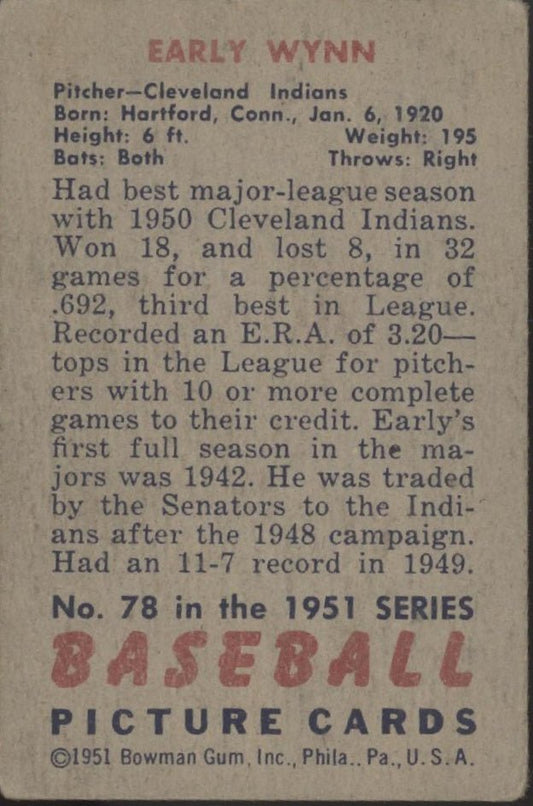 EARLY WYNN
Pitcher—Cleveland Indians
Born: Hartford, Conn., Jan. 6, 1920
Height: 6 ft. Weight: 195
Bats: Both Throws: Right
Had best major-league season
with 1950 Cleveland Indians.
Won 18, and lost 8, in 32
games for a percentage of
.692, third best in League.
Recorded an E.R.A. of 3.20—
tops in the League for pitch-
ers with 10 or more complete
games to their credit. Early's
first full season in the ma-
jors was 1942. He was traded
by the Senators to the Indi-
ans after the 1948 campaign.
Had an 11-7 record in 1949.
No. 78 in the 1951 SERIES
BASEBALL
PICTURE CARDS
©1951 Bowman Gum, Inc., Phila.. Pa., U.S.A.